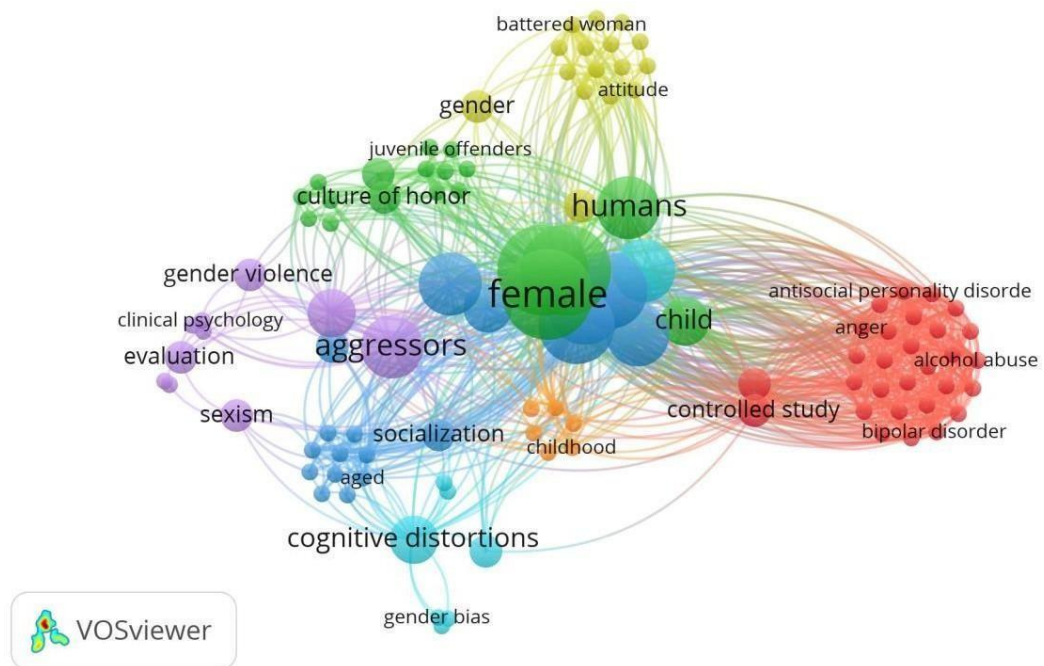 battered woman
attitude
gender
juvenile offenders
culture of honor
humans
gender violence
female
antisocial personality disorde
clinical psychology
child
anger
evaluation
aggressors
alcohol abuse
sexism
controlled study
socialization
childhood
bipolar disorder
aged
cognitive distortions
gender bias
VOSviewer